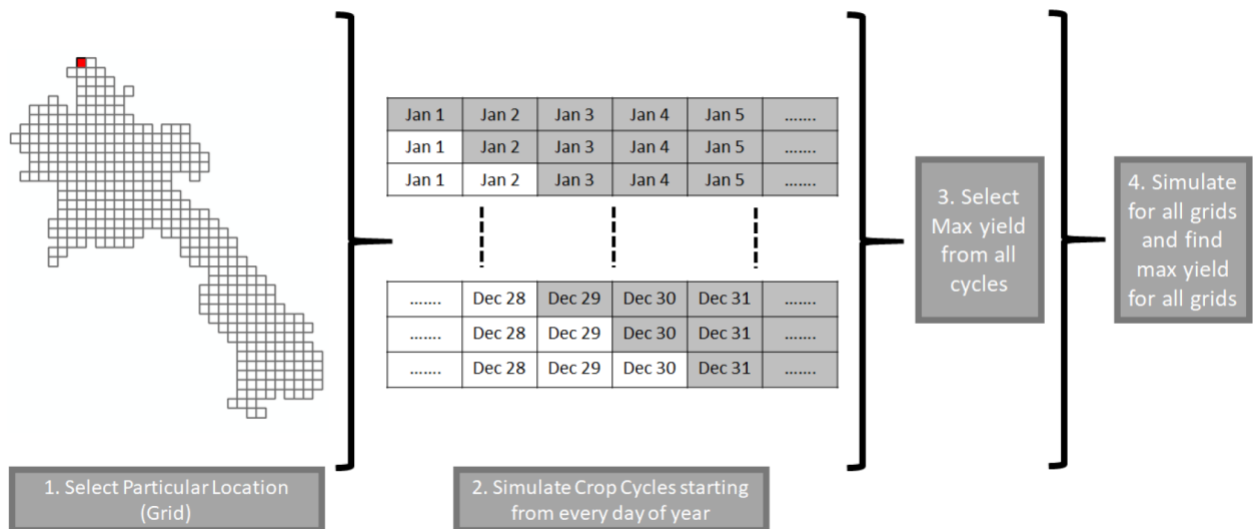 Jan 1 Jan 2 Jan 3 Jan 4 Jan 5 .......
Jan 1 Jan 2 Jan 3 Jan 4 Jan 5 .......
Jan 1 Jan 2 Jan 3 Jan 4 Jan 5 .......
....... Dec 28 Dec 29 Dec 30 Dec 31 .......
....... Dec 28 Dec 29 Dec 30 Dec 31 .......
....... Dec 28 Dec 29 Dec 30 Dec 31 .......
1. Select Particular Location
(Grid)
2. Simulate Crop Cycles starting
from every day of year
3. Select
Max yield
from all
cycles
4. Simulate
for all grids
and find
max yield
for all grids